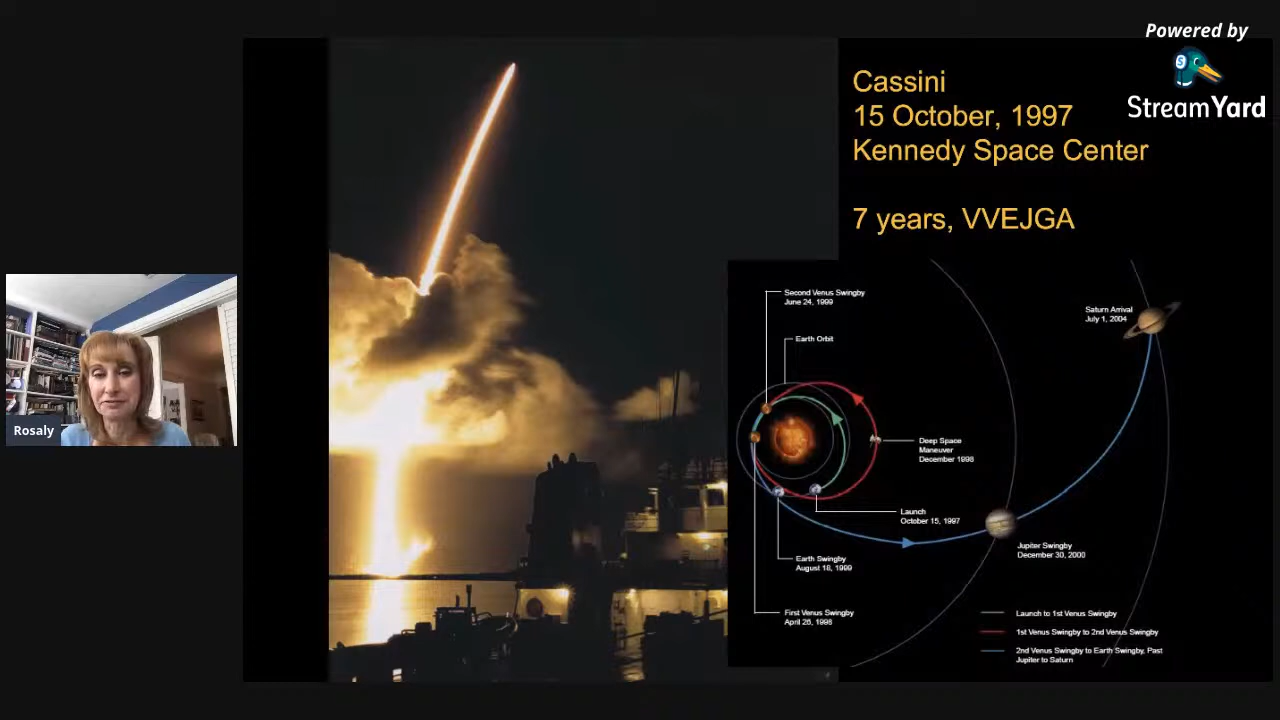 Powered by
StreamYard
Cassini
15 October, 1997
Kennedy Space Center
7 years, VVEJGA
Second Venus Swingby
June 24, 1999
Earth Orbit
Saturn Arrival
July 1, 2004
Deep Space
Maneuver
December 1998
Launch
October 15, 1997
Jupiter Swingby
December 30, 2000
Earth Swingby
August 18, 1999
First Venus Swingby
April 26, 1998
Launch to 1st Venus Swingby
1st Venus Swingby to 2nd Venus Swingby
2nd Venus Swingby to Earth Swingby, Past
Jupiter to Saturn
Rosaly